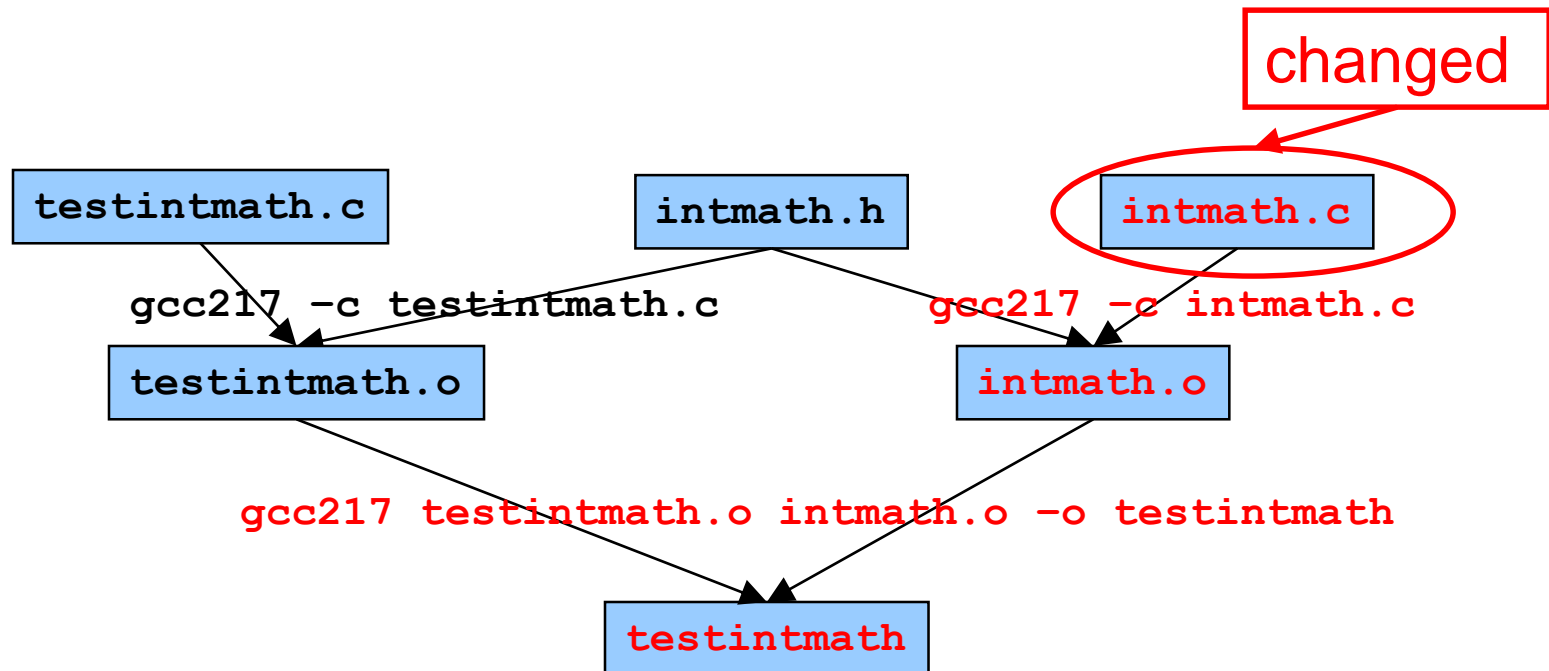 changed
testintmath.c
intmath.h
intmath.c
gcc217 –c testintmath.c
gcc217 –c intmath.c
testintmath.o
intmath.o
gcc217 testintmath.o intmath.o –o testintmath
testintmath